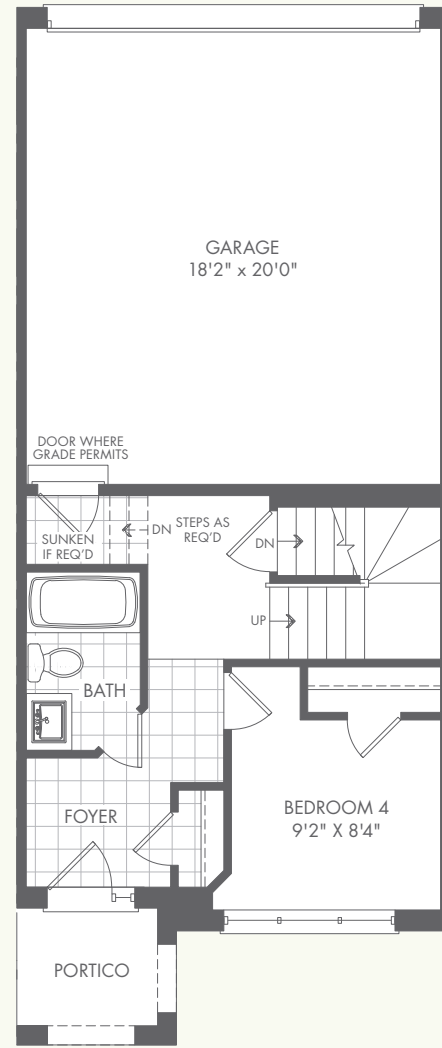 GARAGE
18'2" x 20'0"
DOOR WHERE
GRADE PERMITS
SUNKEN
IF REQ'D
DN
STEPS AS
REQ'D
DN
UP
BATH
FOYER
BEDROOM 4
9'2" X 8'4"
PORTICO